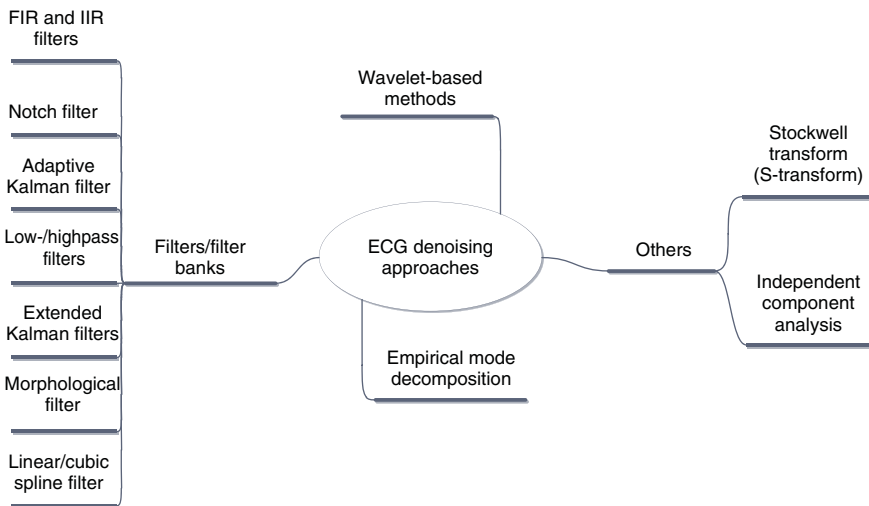 FIR and IIR
filters
Notch filter
Adaptive
Kalman filter
Low-/highpass
filters
Extended
Kalman filters
Morphological
filter
Linear/cubic
spline filter
Filters/filter
banks
Wavelet-based
methods
ECG denoising
approaches
Empirical mode
decomposition
Others
Stockwell
transform
(S-transform)
Independent
component
analysis